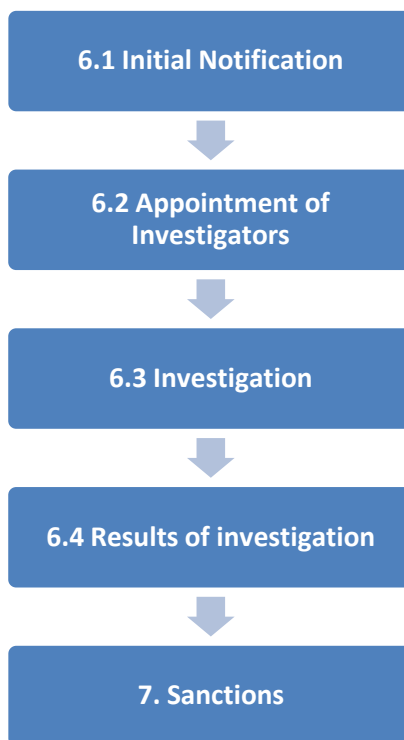 6.1 Initial Notification
6.2 Appointment of
Investigators
6.3 Investigation
6.4 Results of investigation
7. Sanctions